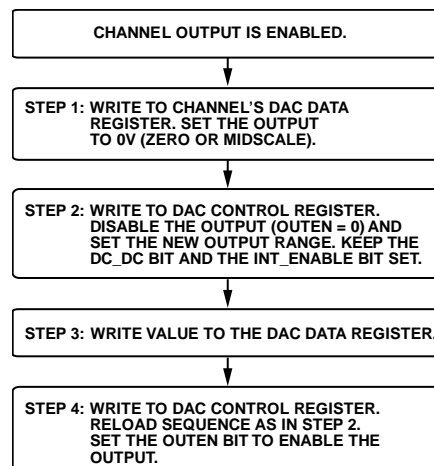 CHANNEL OUTPUT IS ENABLED.
STEP 1: WRITE TO CHANNEL'S DAC DATA
REGISTER. SET THE OUTPUT
TO 0V (ZERO OR MIDSCALE).
STEP 2: WRITE TO DAC CONTROL REGISTER.
DISABLE THE OUTPUT (OUTEN = 0) AND
SET THE NEW OUTPUT RANGE. KEEP THE
DC_DC BIT AND THE INT_ENABLE BIT SET.
STEP 3: WRITE VALUE TO THE DAC DATA REGISTER.
STEP 4: WRITE TO DAC CONTROL REGISTER.
RELOAD SEQUENCE AS IN STEP 2.
SET THE OUTEN BIT TO ENABLE THE
OUTPUT.